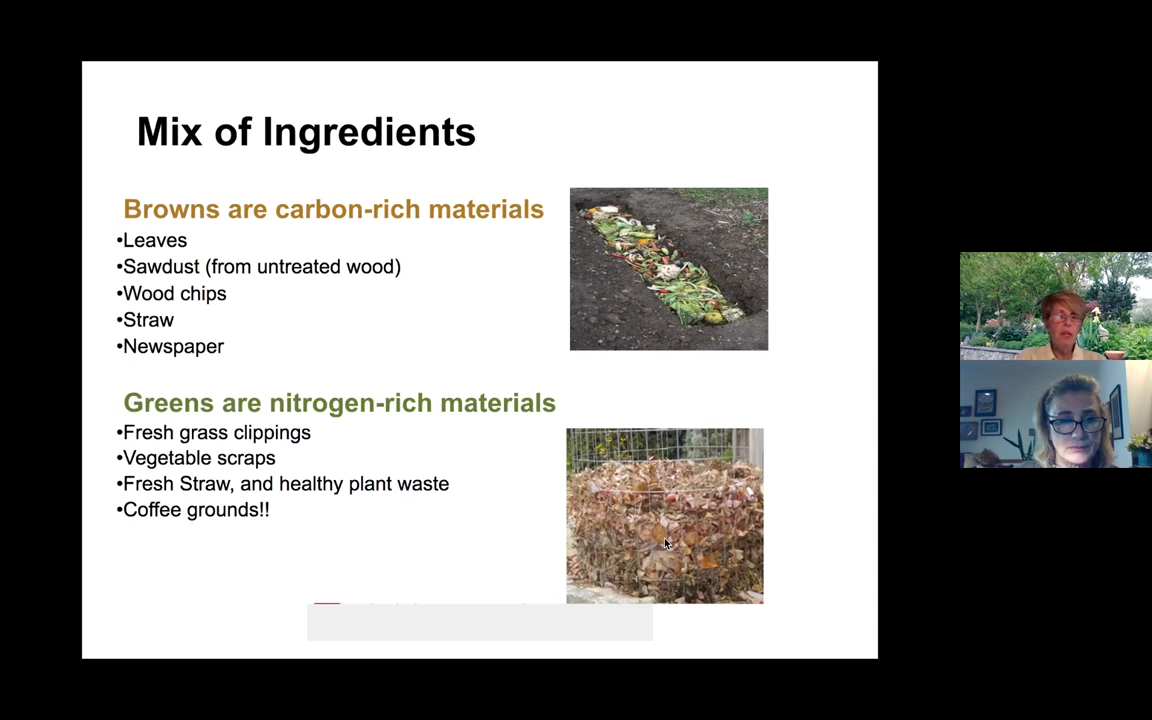 Mix of Ingredients
Browns are carbon-rich materials
•Leaves
•Sawdust (from untreated wood)
•Wood chips
•Straw
•Newspaper
Greens are nitrogen-rich materials
•Fresh grass clippings
•Vegetable scraps
•Fresh Straw, and healthy plant waste
•Coffee grounds!!